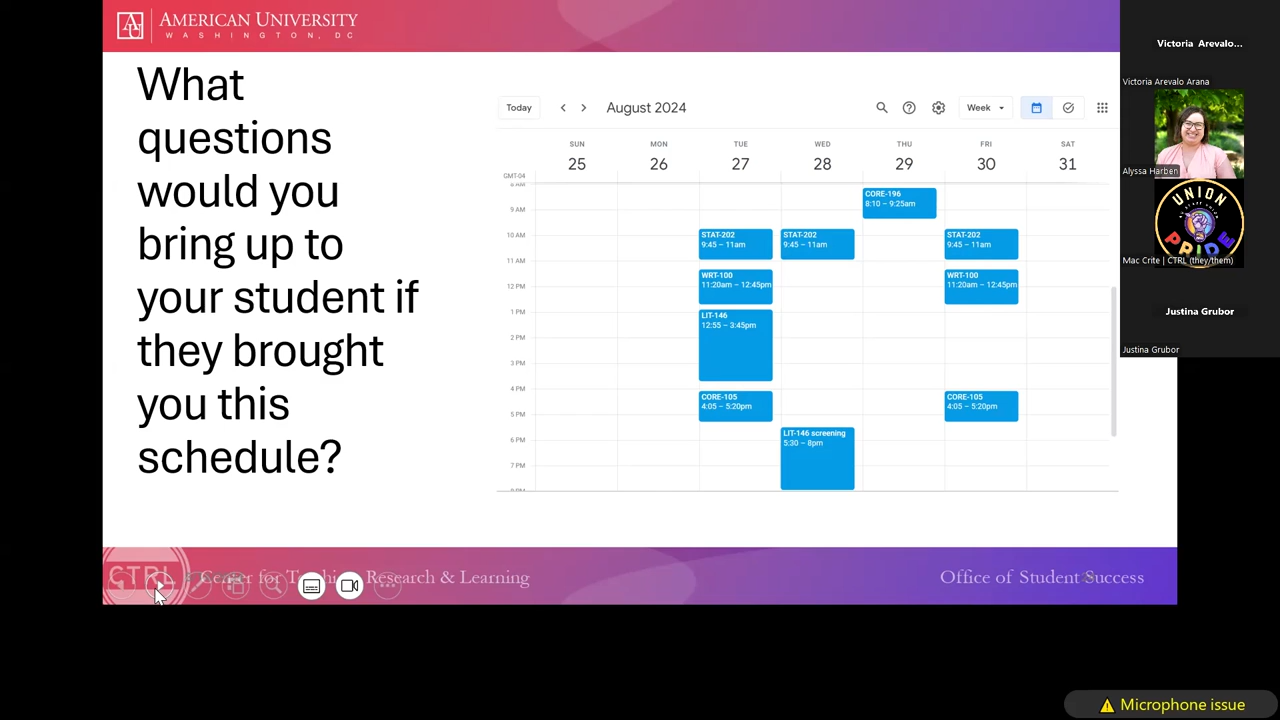 AMERICAN UNIVERSITY
WASHINGTON, DC
What
questions
would you
bring up to
your student if
they brought
you this
schedule?
Today
August 2024
Week
SUN MON TUE WED THU FRI SAT
25 26 27 28 29 30 31
GMT-04
8 AM
9 AM
10 AM
11 AM
12 PM
1 PM
2 PM
3 PM
4 PM
5 PM
6 PM
7 PM
8 PM
CORE-196
8:10 – 9:25am
STAT-202
9:45 – 11am
STAT-202
9:45 – 11am
STAT-202
9:45 – 11am
WRT-100
11:20am – 12:45pm
WRT-100
11:20am – 12:45pm
LIT-146
12:55 – 3:45pm
CORE-105
4:05 – 5:20pm
CORE-105
4:05 – 5:20pm
LIT-146 screening
5:30 – 8pm
CTRL
Center for Research & Learning
Office of Student Success
Victoria Arevalo...
Victoria Arevalo Arana
Alyssa Harben
UNION
PRIDE
Mac Crite | CTRL (they/them)
Justina Grubor
Justina Grubor
Microphone issue